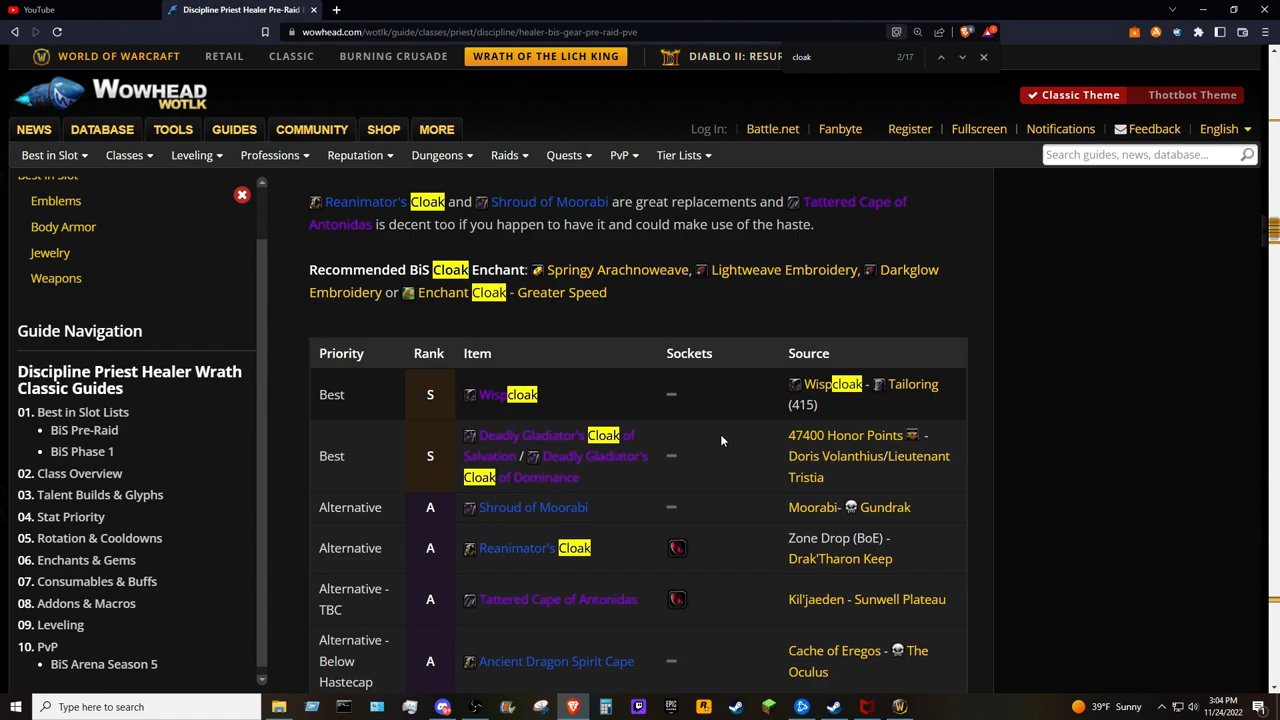 YouTube
Discipline Priest Healer Pre-Raid
wowhead.com/wotlk/guide/classes/priest/discipline/healer-bis-gear-pre-raid-pve
WORLD OF WARCRAFT RETAIL CLASSIC BURNING CRUSADE WRATH OF THE LICH KING DIABLO II: RESUR
cloak 2/17
Wowhead
WOTLK
Classic Theme Thottbot Theme
NEWS DATABASE TOOLS GUIDES COMMUNITY SHOP MORE
Log In: Battle.net Fanbyte Register Fullscreen Notifications Feedback English
Best in Slot Classes Leveling Professions Reputation Dungeons Raids Quests PvP Tier Lists
Search guides, news, database...
Best in Slot
Emblems
Body Armor
Jewelry
Weapons
Guide Navigation
Discipline Priest Healer Wrath
Classic Guides
01. Best in Slot Lists
• BiS Pre-Raid
• BiS Phase 1
02. Class Overview
03. Talent Builds & Glyphs
04. Stat Priority
05. Rotation & Cooldowns
06. Enchants & Gems
07. Consumables & Buffs
08. Addons & Macros
09. Leveling
10. PvP
• BiS Arena Season 5
Reanimator's Cloak and Shroud of Moorabi are great replacements and Tattered Cape of
Antonidas is decent too if you happen to have it and could make use of the haste.
Recommended BiS Cloak Enchant: Springy Arachnoweave, Lightweave Embroidery, Darkglow
Embroidery or Enchant Cloak - Greater Speed
Priority Rank Item Sockets Source
Best S Wispcloak – Wispcloak - Tailoring
(415)
Best S Deadly Gladiator's Cloak of
Salvation / Deadly Gladiator's
Cloak of Dominance – 47400 Honor Points -
Doris Volanthius/Lieutenant
Tristia
Alternative A Shroud of Moorabi – Moorabi- Gundrak
Alternative A Reanimator's Cloak Zone Drop (BoE) -
Drak'Tharon Keep
Alternative -
TBC A Tattered Cape of Antonidas Kil'jaeden - Sunwell Plateau
Alternative -
Below
Hastecap A Ancient Dragon Spirit Cape – Cache of Eregos - The
Oculus
Type here to search
39°F Sunny
3:04 PM
11/24/2022